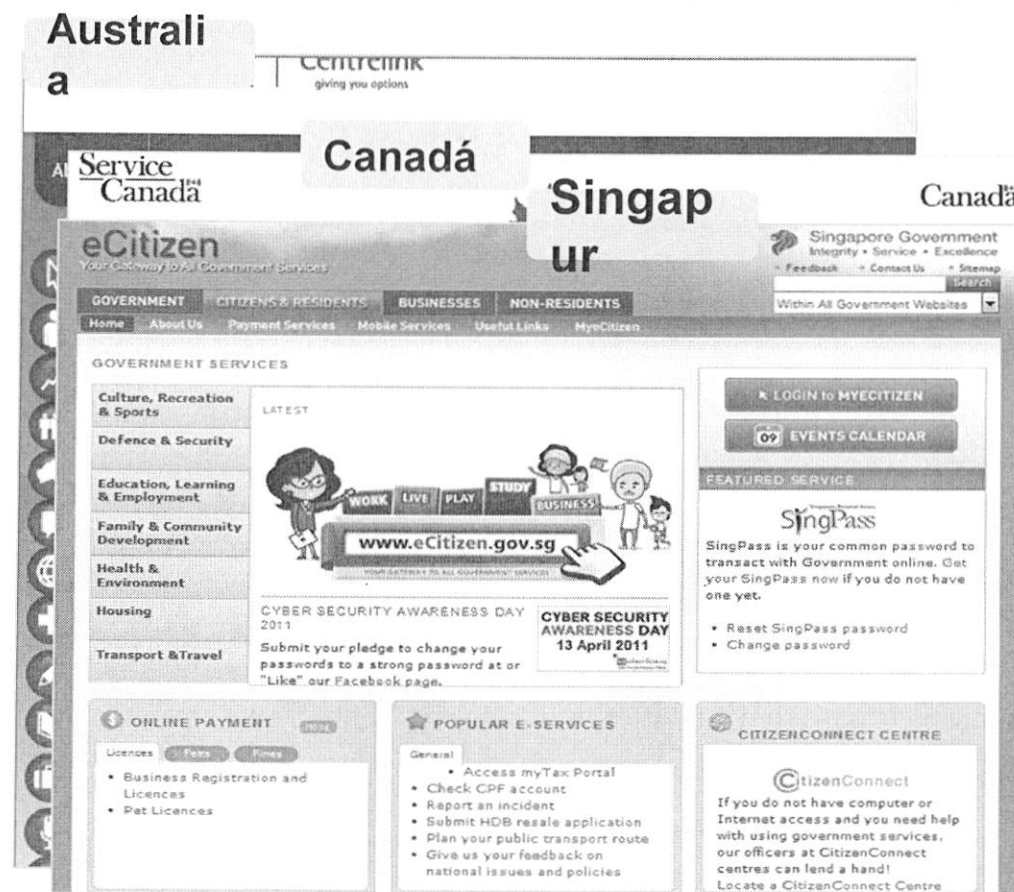 Australi
a
Centrelink
giving you options
Canadá
Service
Canada
Singap
ur
Canada
eCitizen
Your Gateway to All Government Services
Singapore Government
Integrity • Service • Excellence
Feedback
Contact Us
Sitemap
Search
Within All Government Websites
GOVERNMENT
CITIZENS & RESIDENTS
BUSINESSES
NON-RESIDENTS
Home
About Us
Payment Services
Mobile Services
Useful Links
MyeCitizen
GOVERNMENT SERVICES
Culture, Recreation
& Sports
Defence & Security
Education, Learning
& Employment
Family & Community
Development
Health &
Environment
Housing
Transport &Travel
LATEST
WORK
LIVE
PLAY
STUDY
BUSINESS
www.eCitizen.gov.sg
YOUR GATEWAY TO ALL GOVERNMENT SERVICES
CYBER SECURITY AWARENESS DAY
2011
Submit your pledge to change your
passwords to a strong password at or
"Like" our Facebook page.
CYBER SECURITY
AWARENESS DAY
13 April 2011
LOGIN to MYECITIZEN
09 EVENTS CALENDAR
FEATURED SERVICE
SingPass
SingPass is your common password to
transact with Government online. Get
your SingPass now if you do not have
one yet.
• Reset SingPass password
• Change password
ONLINE PAYMENT
Licences
Fees
Fines
• Business Registration and
Licences
• Pet Licences
POPULAR E-SERVICES
General
• Access myTax Portal
• Check CPF account
• Report an incident
• Submit HDB resale application
• Plan your public transport route
• Give us your feedback on
national issues and policies
CITIZENCONNECT CENTRE
CitizenConnect
If you do not have computer or
Internet access and you need help
with using government services,
our officers at CitizenConnect
centres can lend a hand!
Locate a CitizenConnect Centre